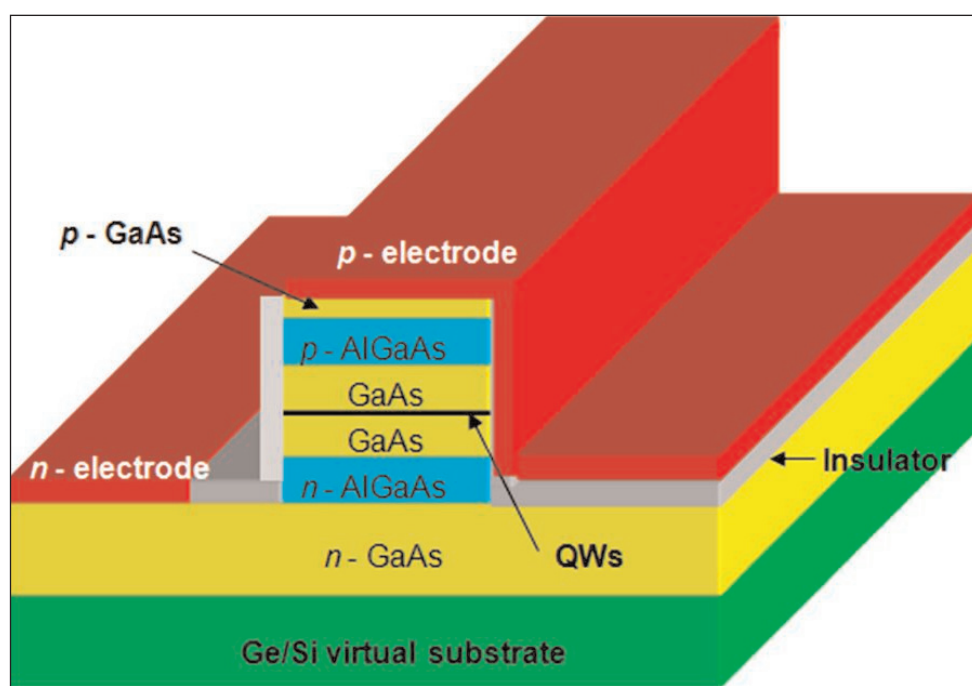 p - GaAs
p - electrode
p - AlGaAs
GaAs
GaAs
n - electrode
Insulator
n - AlGaAs
n - GaAs
QWs
Ge/Si virtual substrate